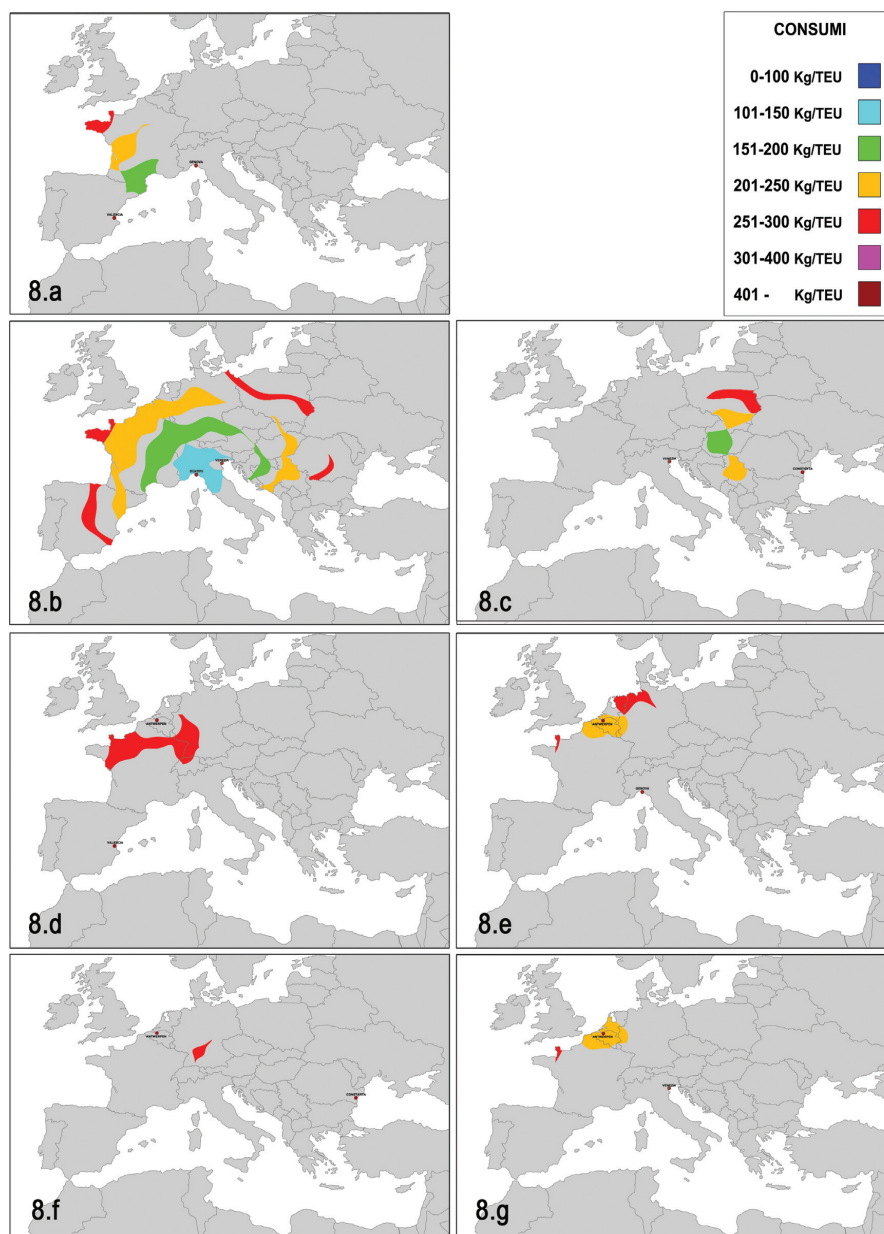 CONSUMI
0-100 Kg/TEU
101-150 Kg/TEU
151-200 Kg/TEU
201-250 Kg/TEU
251-300 Kg/TEU
301-400 Kg/TEU
401 - Kg/TEU
GENOVA
VALENCIA
8.a
VENEZIA
GENOVA
8.b
VENEZIA
CONSTANTA
8.c
ANTWERPEN
VALENCIA
8.d
ANTWERPEN
GENOVA
8.e
ANTWERPEN
CONSTANTA
8.f
ANTWERPEN
VENEZIA
8.g